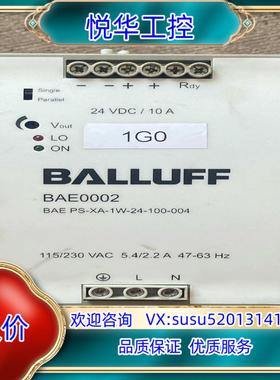 悦华工控
Single
Parallel
－ － ＋ ＋ Rdy
24 VDC / 10 A
Vout
LO
ON
1G0
BALLUFF
BAE0002
BAE PS-XA-1W-24-100-004
115/230 VAC 5.4/2.2 A 47-63 Hz
L N
价
欢迎咨询 VX:susu52013141
品质保证 优质服务